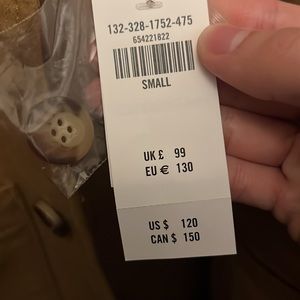 132-328-1752-475
654221822
SMALL
UK £ 99
EU € 130
US $ 120
CAN $ 150